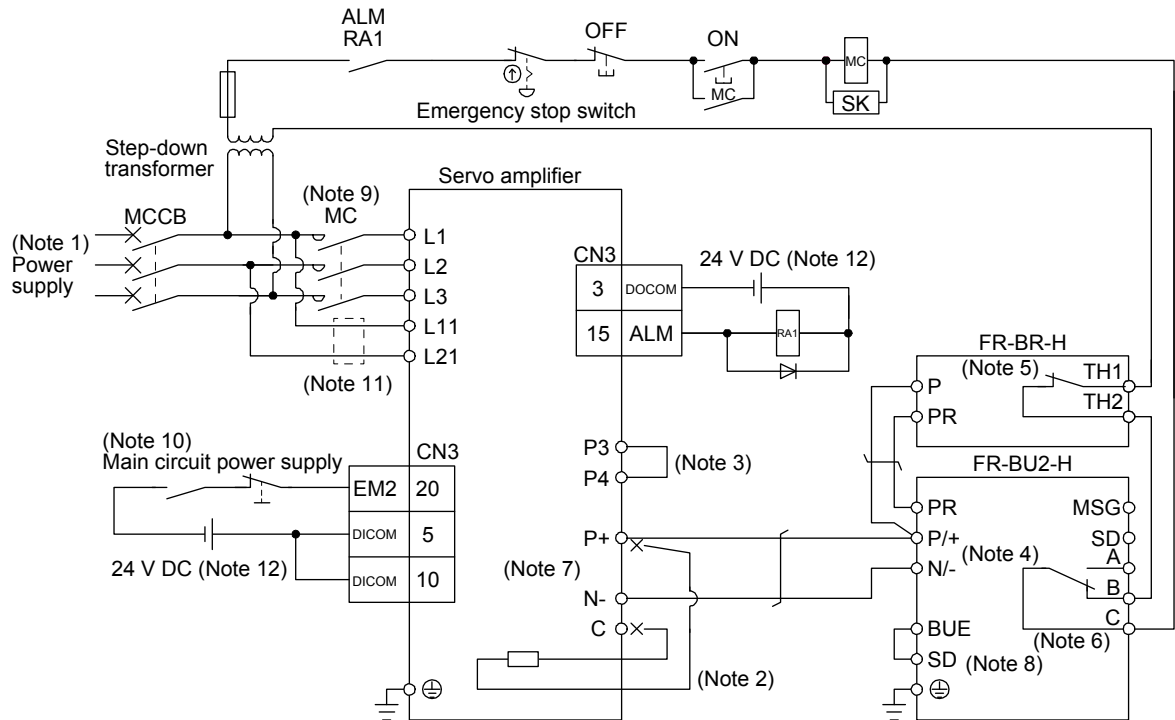 ALM
RA1
OFF
ON
MC
SK
MC
Emergency stop switch
Step-down
transformer
Servo amplifier
(Note 9)
MC
MCCB
(Note 1)
Power
supply
L1
L2
L3
L11
L21
(Note 11)
CN3
3 DOCOM
15 ALM
24 V DC (Note 12)
RA1
FR-BR-H
(Note 5)
P
PR
TH1
TH2
(Note 10)
Main circuit power supply
CN3
EM2 20
DICOM 5
DICOM 10
24 V DC (Note 12)
P3
P4
(Note 3)
P+
(Note 7)
N-
C
(Note 2)
FR-BU2-H
PR
P/+
N/-
(Note 4)
BUE
SD
(Note 8)
MSG
SD
A
B
C
(Note 6)